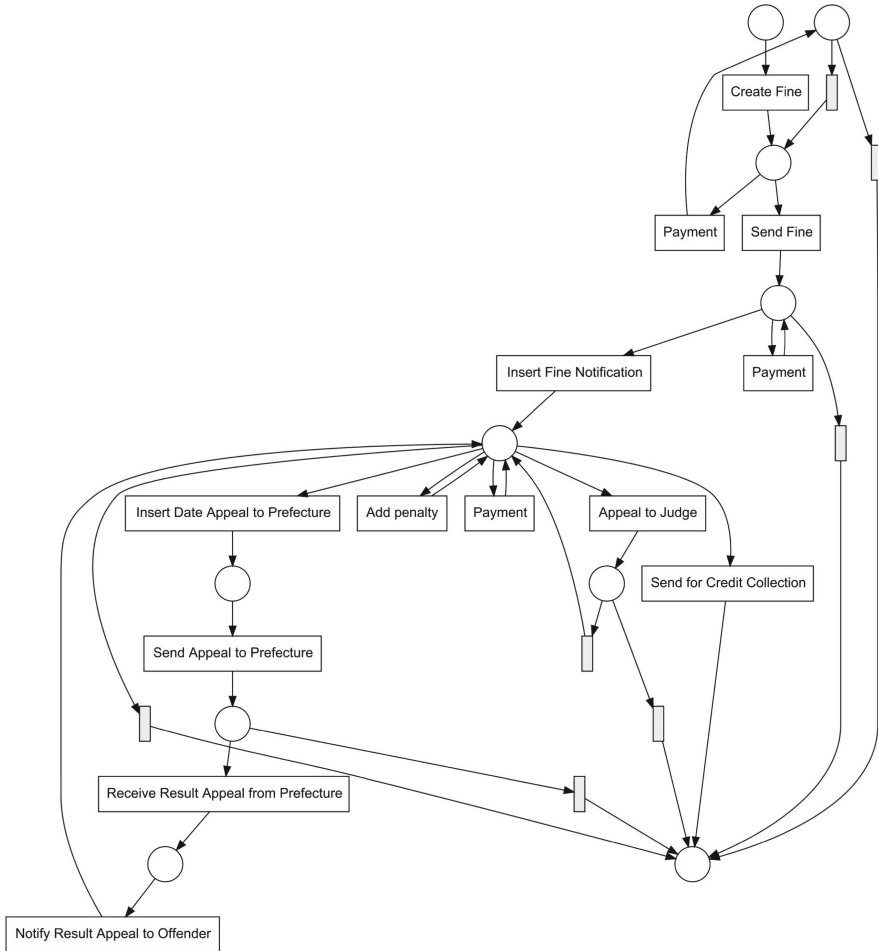 Create Fine
Payment
Send Fine
Insert Fine Notification
Payment
Insert Date Appeal to Prefecture
Add penalty
Payment
Appeal to Judge
Send for Credit Collection
Send Appeal to Prefecture
Receive Result Appeal from Prefecture
Notify Result Appeal to Offender